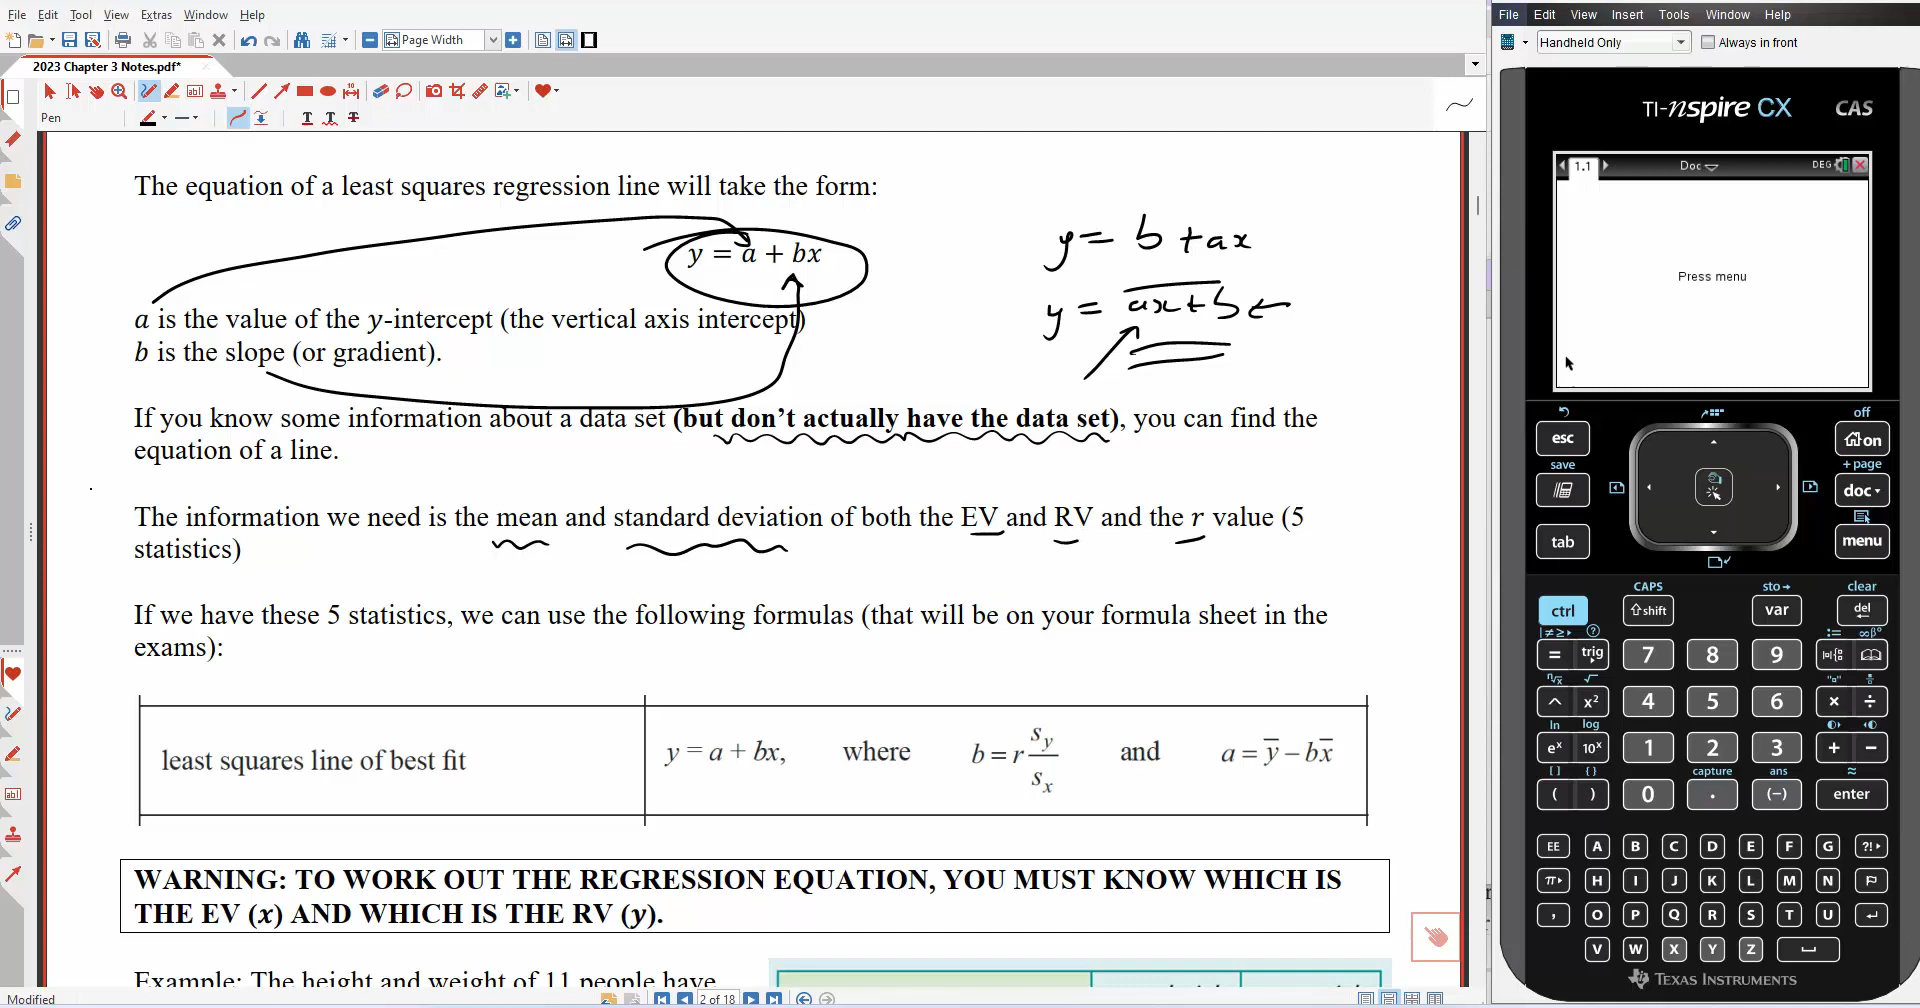 File Edit Tool View Extras Window Help
Page Width
2023 Chapter 3 Notes.pdf*
Pen
The equation of a least squares regression line will take the form:
y = a + bx
y = b + ax
y = ax + b
a is the value of the y-intercept (the vertical axis intercept)
b is the slope (or gradient).
If you know some information about a data set (but don't actually have the data set), you can find the
equation of a line.
The information we need is the mean and standard deviation of both the EV and RV and the r value (5
statistics)
If we have these 5 statistics, we can use the following formulas (that will be on your formula sheet in the
exams):
least squares line of best fit y = a + bx, where b = r s_y/s_x and a = y̅ − bx̅
WARNING: TO WORK OUT THE REGRESSION EQUATION, YOU MUST KNOW WHICH IS
THE EV (x) AND WHICH IS THE RV (y).
Example: The height and weight of 11 people have
Modified 2 of 18
File Edit View Insert Tools Window Help
Handheld Only Always in front
TI-nspire CX CAS
1.1 Doc DEG
Press menu
off
esc on
save + page
doc
tab menu
CAPS sto→ clear
ctrl shift var del
= trig 7 8 9
^ x² 4 5 6 × ÷
ln log
eˣ 10ˣ 1 2 3 + −
[ ] { } capture ans ≈
( ) 0 . (−) enter
EE A B C D E F G ?!
π H I J K L M N
, O P Q R S T U
V W X Y Z
TEXAS INSTRUMENTS